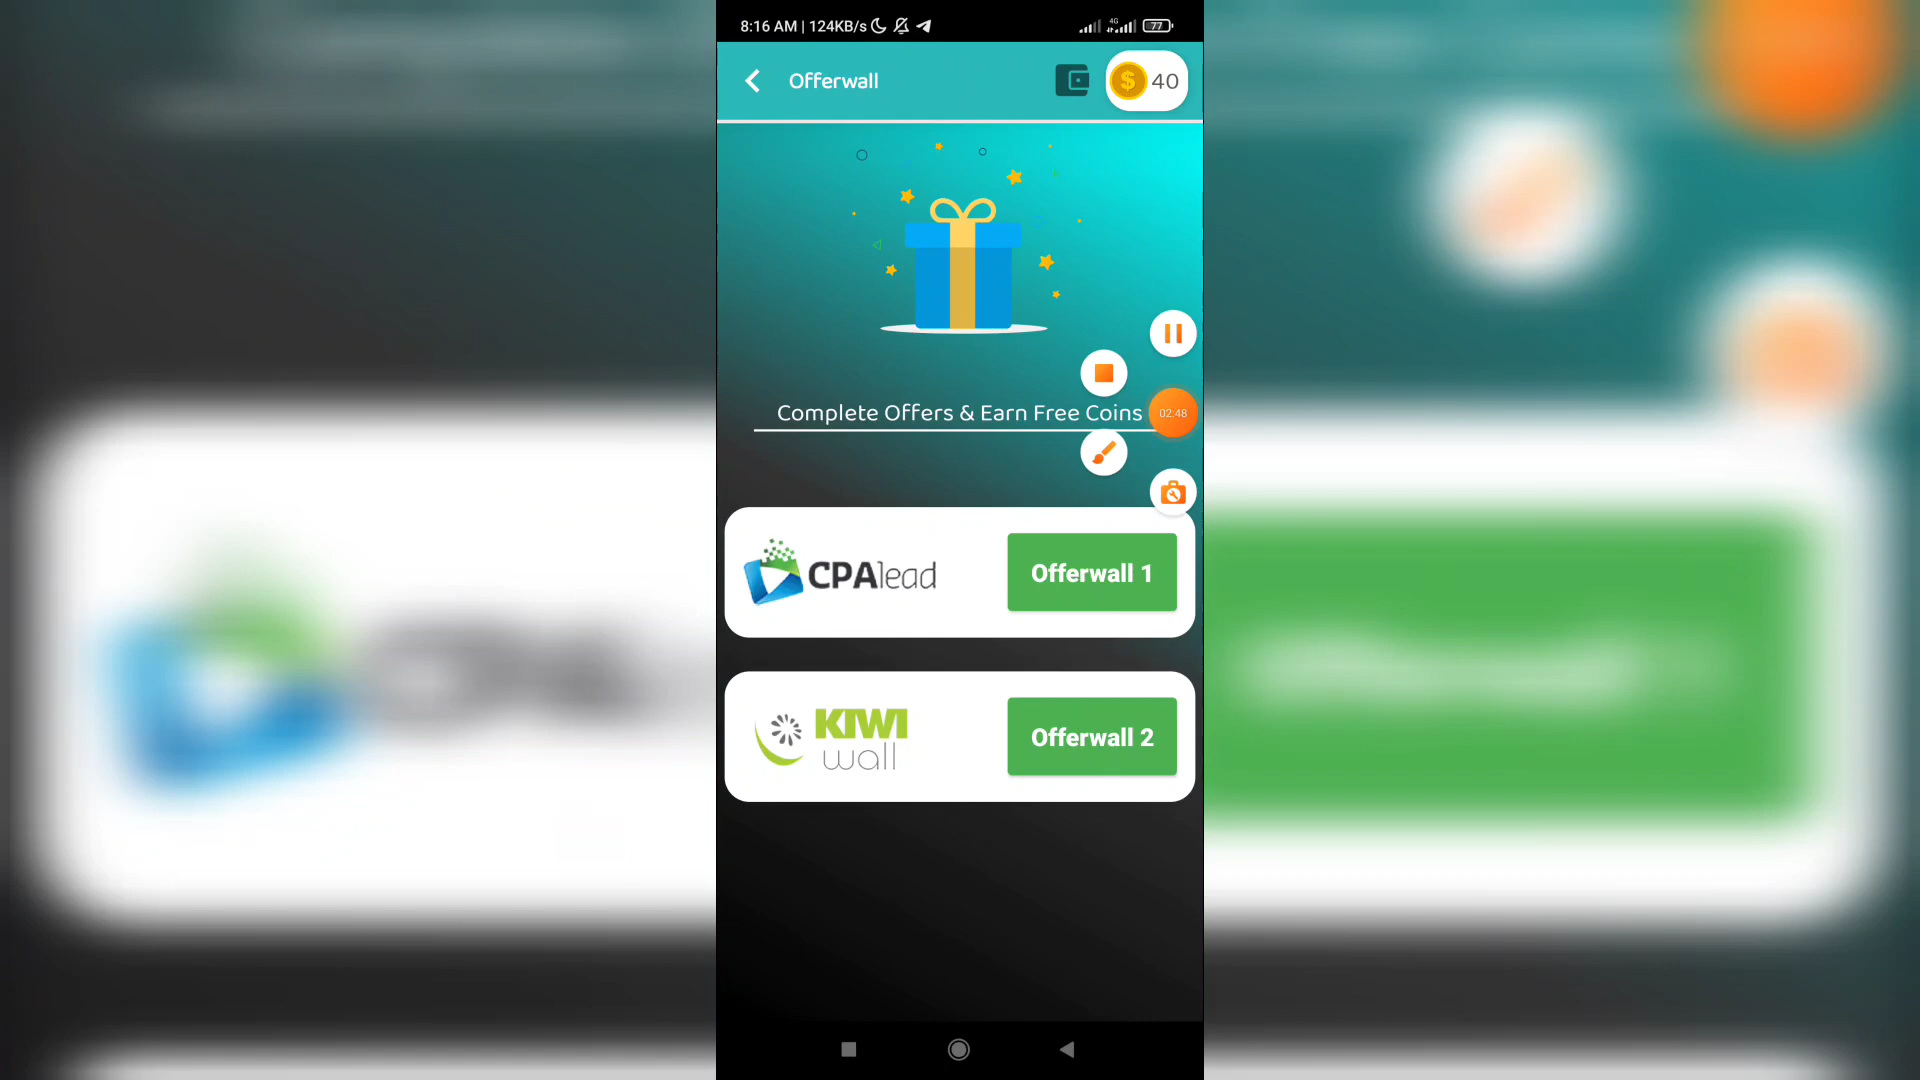 8:16 AM | 124KB/s
4G
77
Offerwall
$ 40
Complete Offers & Earn Free Coins
02:48
CPAlead
Offerwall 1
KIWI
wall
Offerwall 2